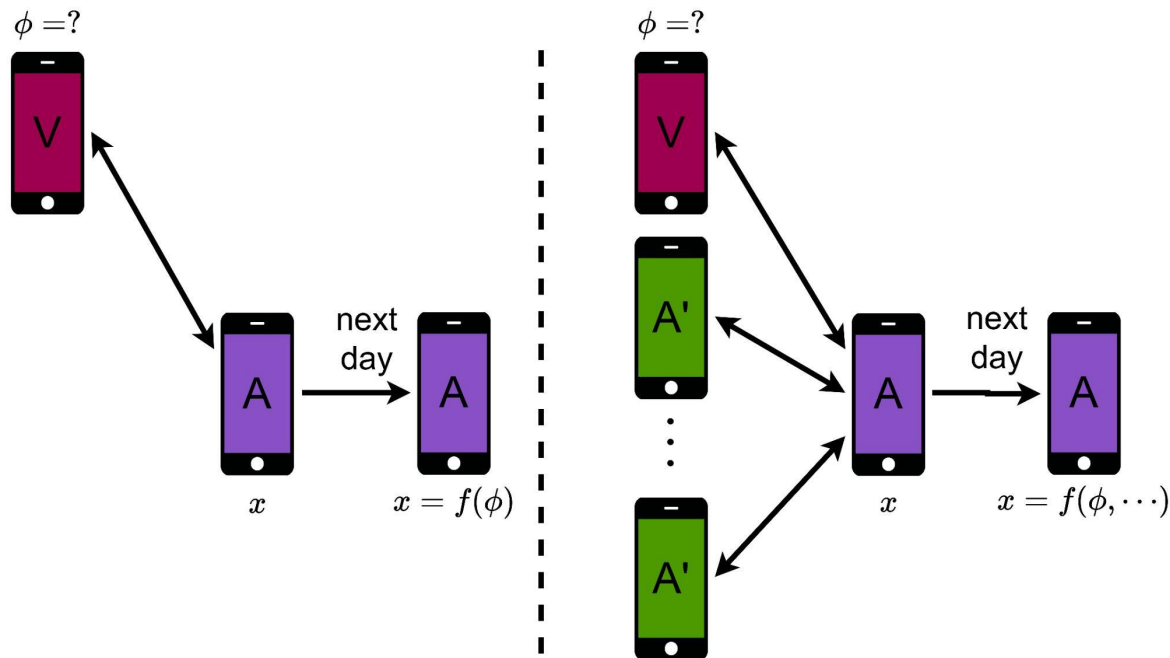 ϕ =?
V
A
next
day
A
x
x = f(ϕ)
ϕ =?
V
A'
⋮
A'
A
next
day
A
x
x = f(ϕ, ⋯)